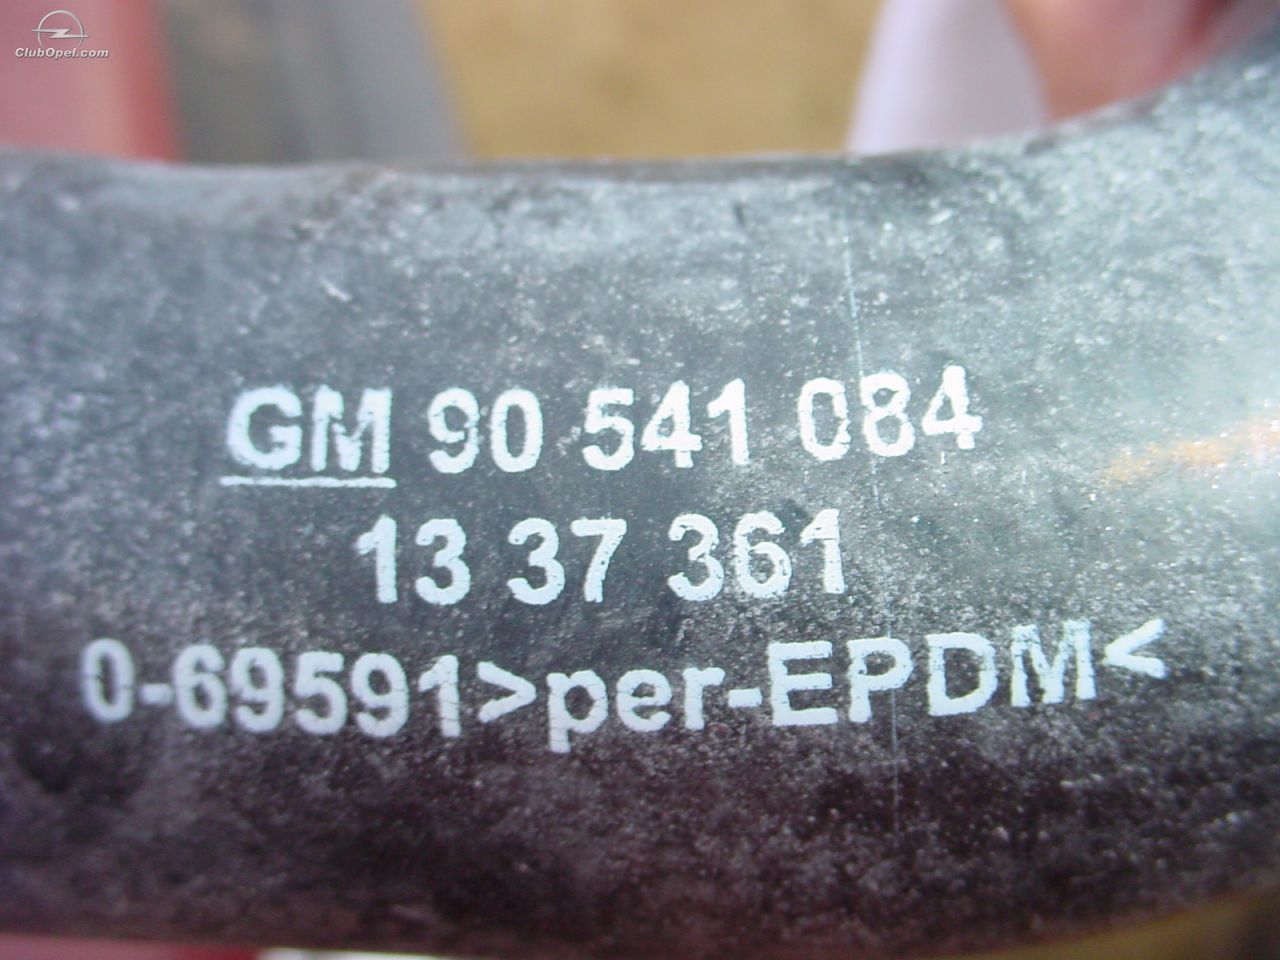 ClubOpel.com
GM 90 541 084
13 37 361
0-69591>per-EPDM<